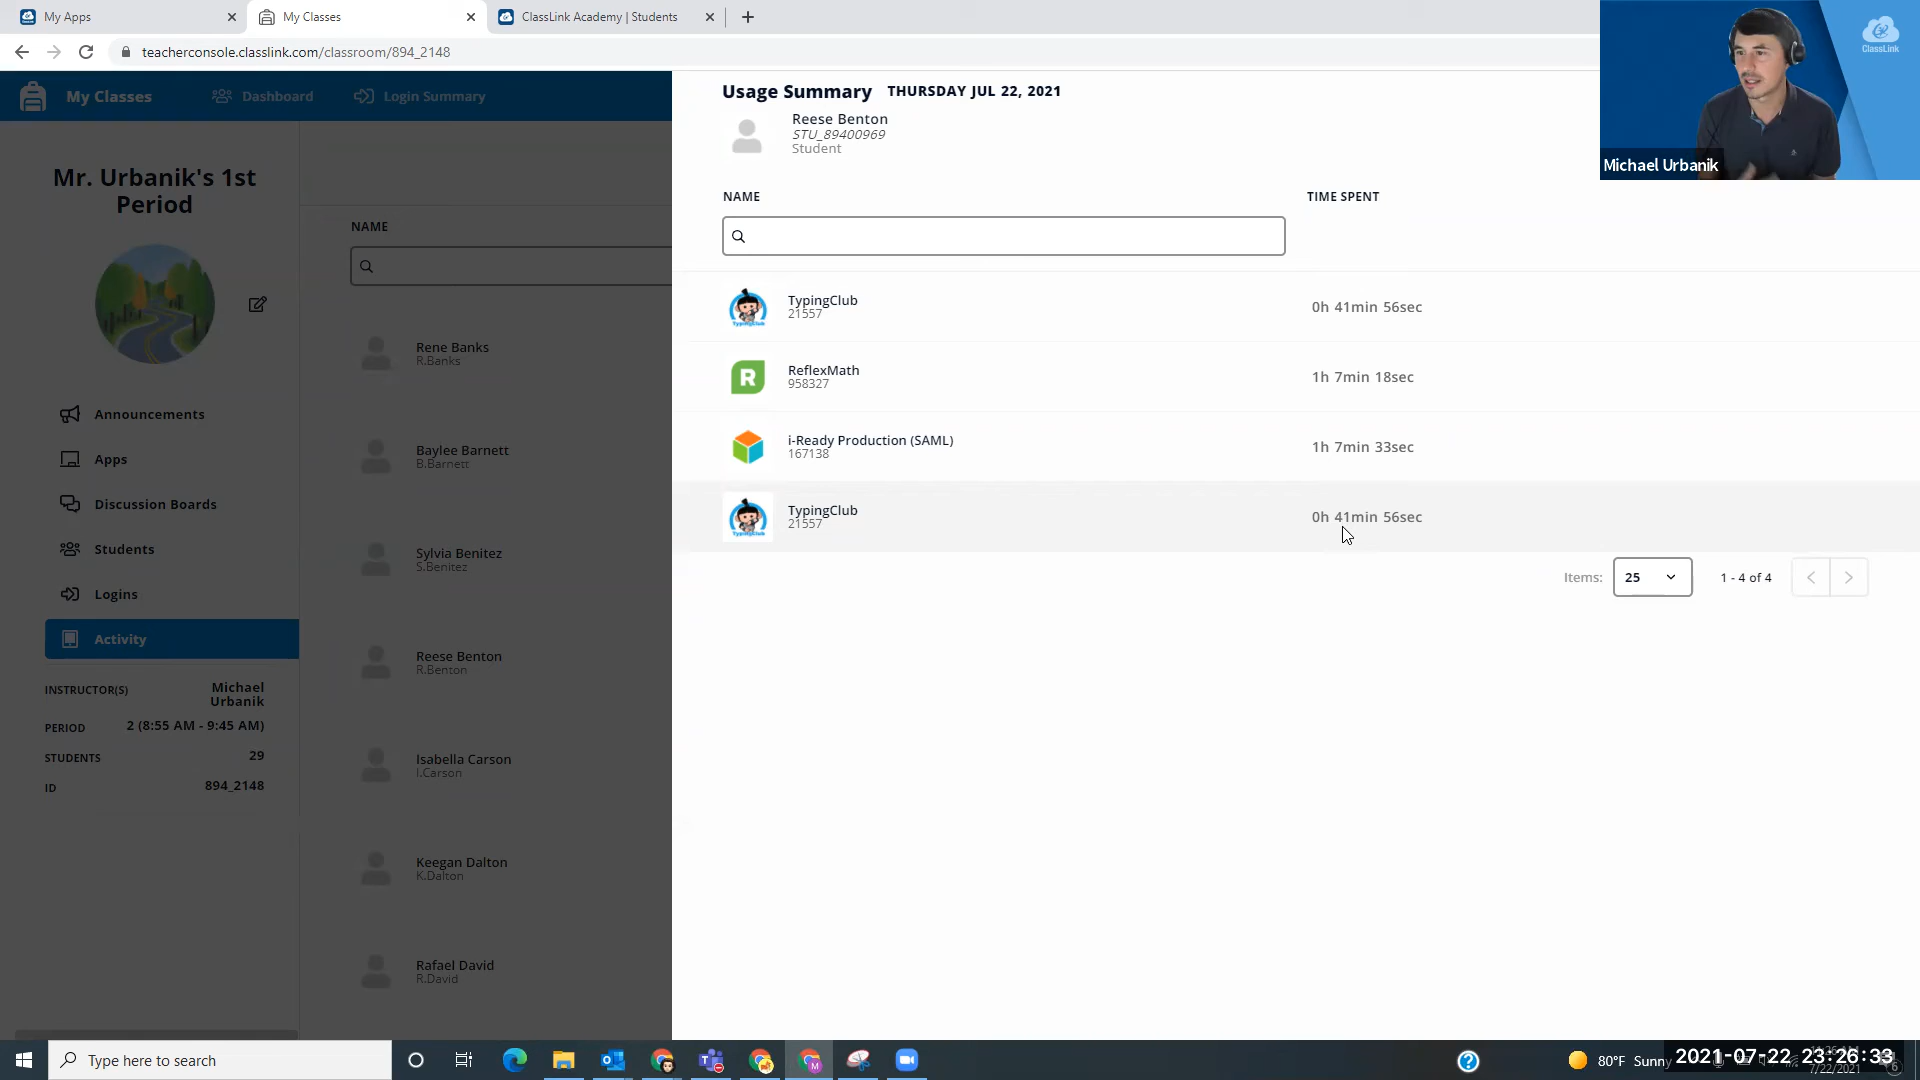 My Apps
My Classes
ClassLink Academy | Students
teacherconsole.classlink.com/classroom/894_2148
ClassLink
Michael Urbanik
My Classes
Dashboard
Login Summary
Mr. Urbanik's 1st
Period
Announcements
Apps
Discussion Boards
Students
Logins
Activity
INSTRUCTOR(S) Michael
Urbanik
PERIOD 2 (8:55 AM - 9:45 AM)
STUDENTS 29
ID 894_2148
NAME
Rene Banks
R.Banks
Baylee Barnett
B.Barnett
Sylvia Benitez
S.Benitez
Reese Benton
R.Benton
Isabella Carson
I.Carson
Keegan Dalton
K.Dalton
Rafael David
R.David
Usage Summary THURSDAY JUL 22, 2021
Reese Benton
STU_89400969
Student
NAME TIME SPENT
TypingClub
21557
0h 41min 56sec
ReflexMath
958327
1h 7min 18sec
i-Ready Production (SAML)
167138
1h 7min 33sec
TypingClub
21557
0h 41min 56sec
Items: 25 1 - 4 of 4
Type here to search
80°F Sunny
2021-07-22 23:26:33
7/22/2021